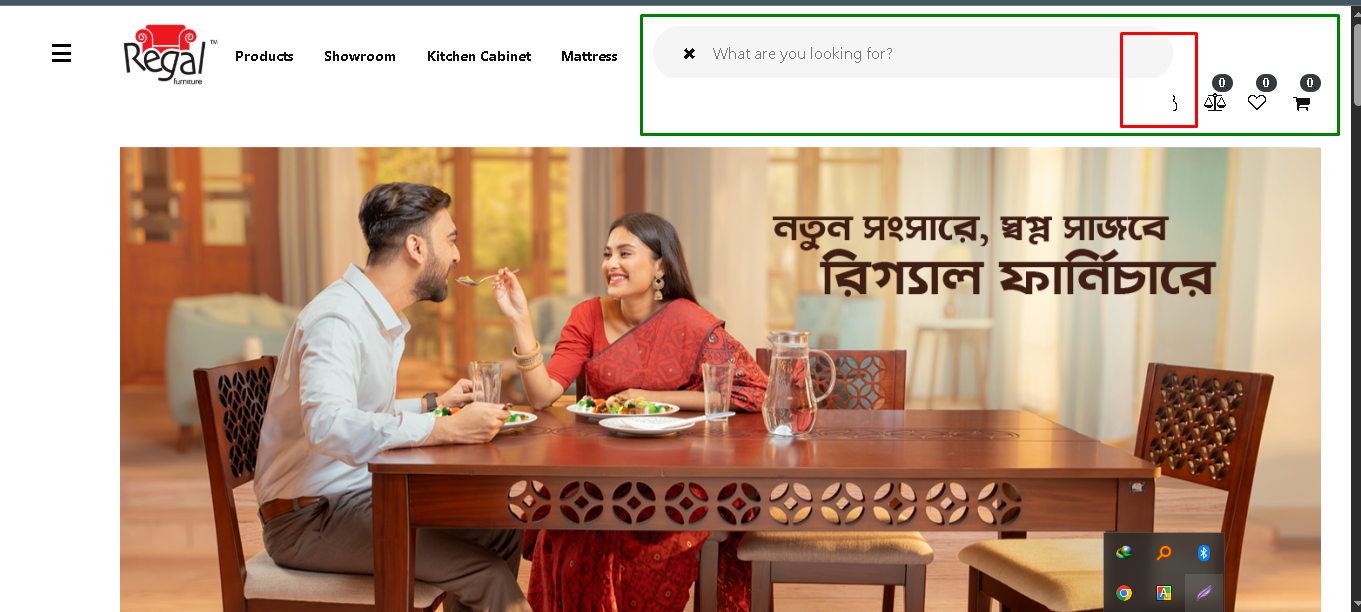 Regal™
furniture
Products
Showroom
Kitchen Cabinet
Mattress
What are you looking for?
0
0
0
নতুন সংসারে, স্বপ্ন সাজবে
রিগ্যাল ফার্নিচারে